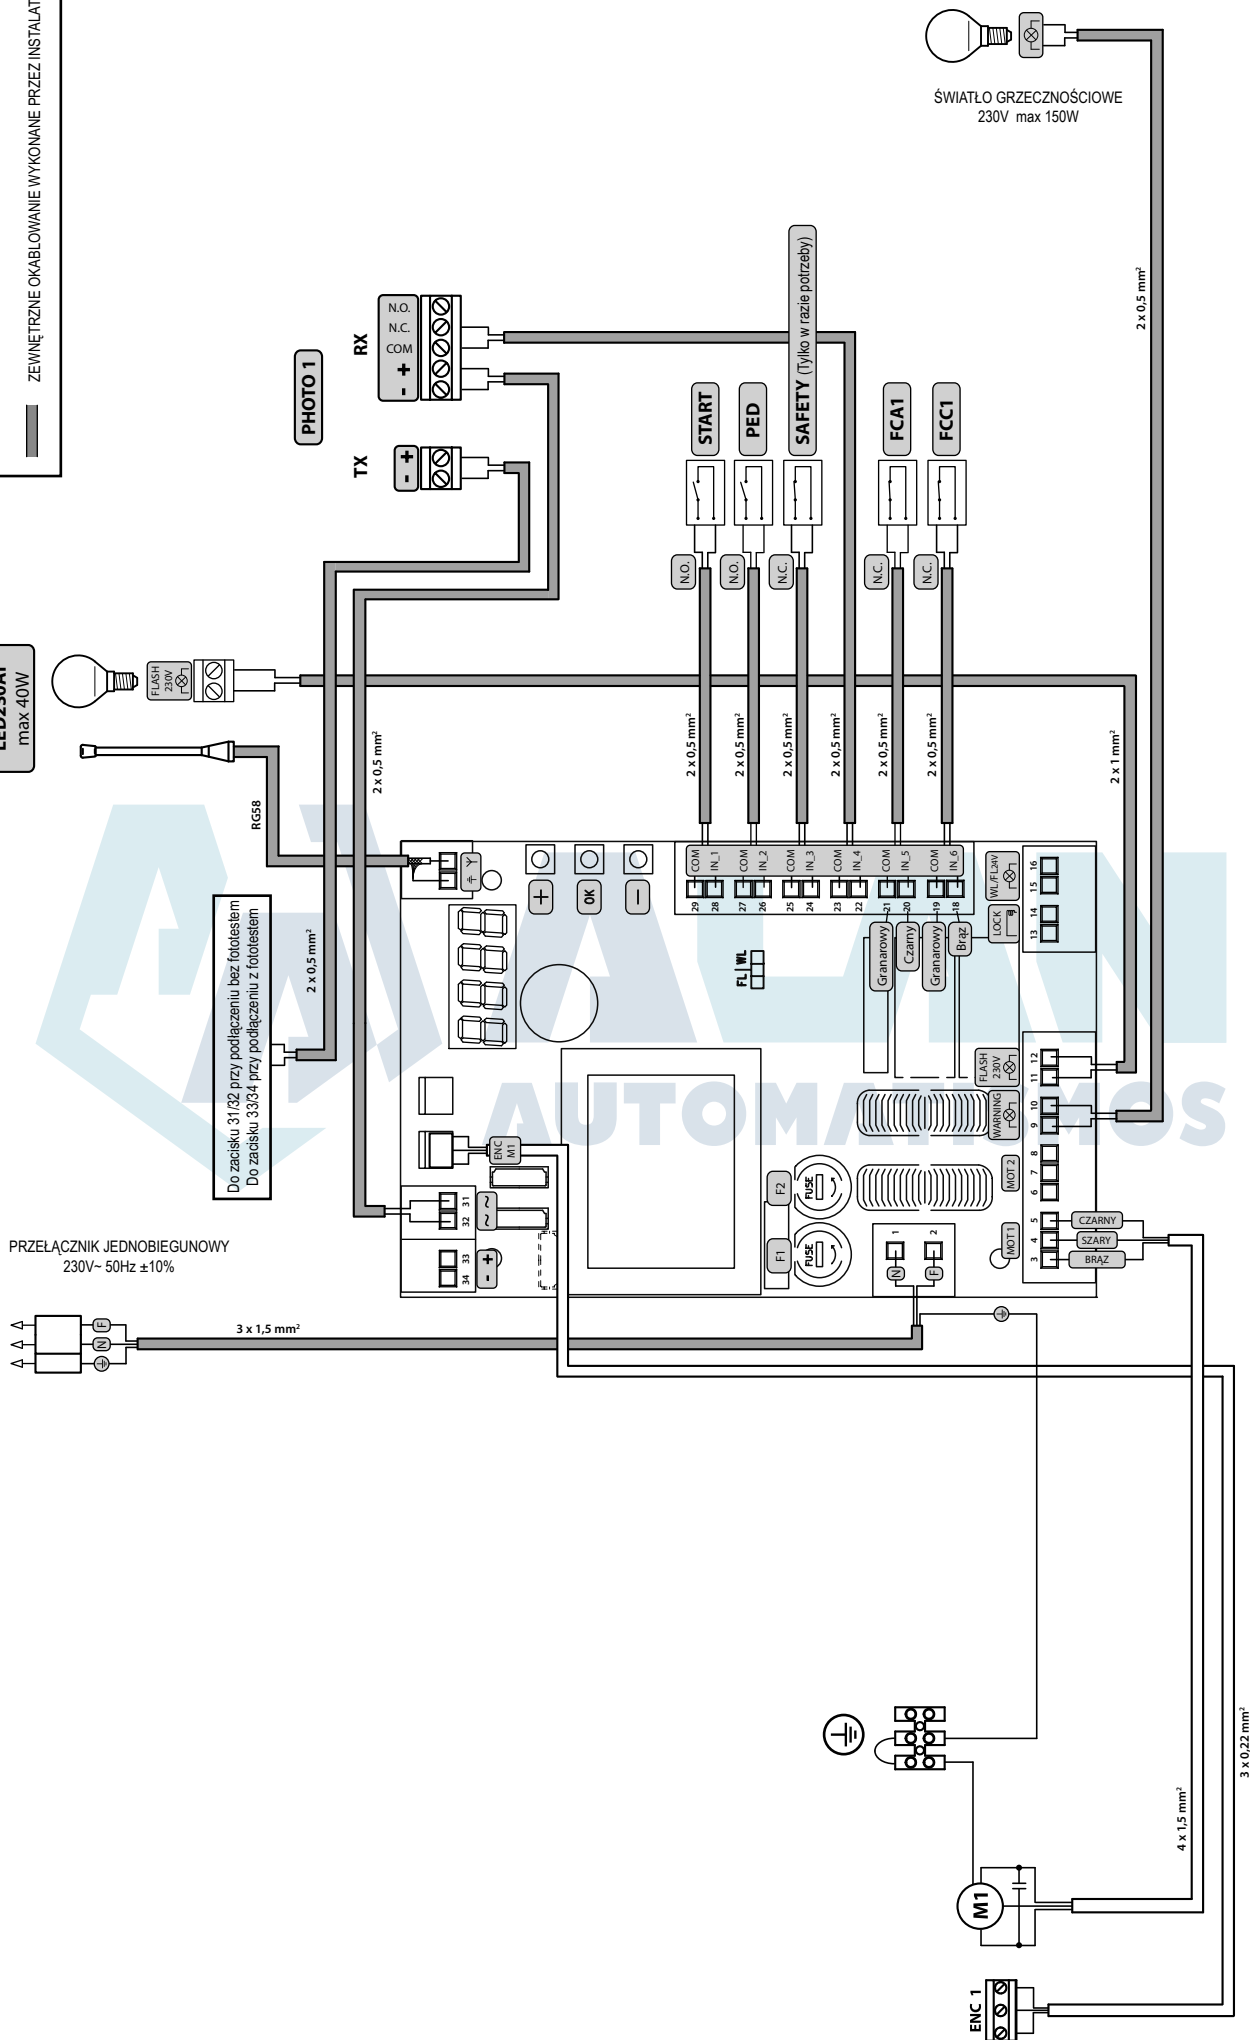 ZEWNĘTRZNE OKABLOWANIE WYKONANE PRZEZ INSTALAT
ŚWIATŁO GRZECZNOŚCIOWE
230V max 150W
2 x 0,5 mm²
PHOTO 1
TX
- +
RX
- + COM N.C. N.O.
max 40W
FLASH
230V
RG58
2 x 0,5 mm²
2 x 0,5 mm²
Do zacisku 31/32 przy podłączeniu bez fototestem
Do zacisku 33/34 przy podłączeniu z fototestem
START
PED
SAFETY (Tylko w razie potrzeby)
FCA1
FCC1
N.O.
N.O.
N.C.
N.C.
N.C.
2 x 0,5 mm²
2 x 0,5 mm²
2 x 0,5 mm²
2 x 0,5 mm²
2 x 0,5 mm²
2 x 0,5 mm²
2 x 1 mm²
29 COM
28 IN_1
27 COM
26 IN_2
25 COM
24 IN_3
23 COM
22 IN_4
21 COM
20 IN_5
19 COM
18 IN_6
Granarowy
Czarny
Granarowy
Brąz
+
OK
−
FL WL
WL/FL24V
LOCK
16
15
14
13
FLASH
230V
WARNING
12
11
10
9
8
7
6
5
4
3
MOT 2
MOT 1
CZARNY
SZARY
BRĄZ
ENC
M1
31
32
~ ~
33
34
- +
F2
F1
FUSE
FUSE
1
2
N
F
ALAN
AUTOMATISMOS
PRZEŁĄCZNIK JEDNOBIEGUNOWY
230V~ 50Hz ±10%
F
N
3 x 1,5 mm²
M1
4 x 1,5 mm²
3 x 0,22 mm²
ENC 1